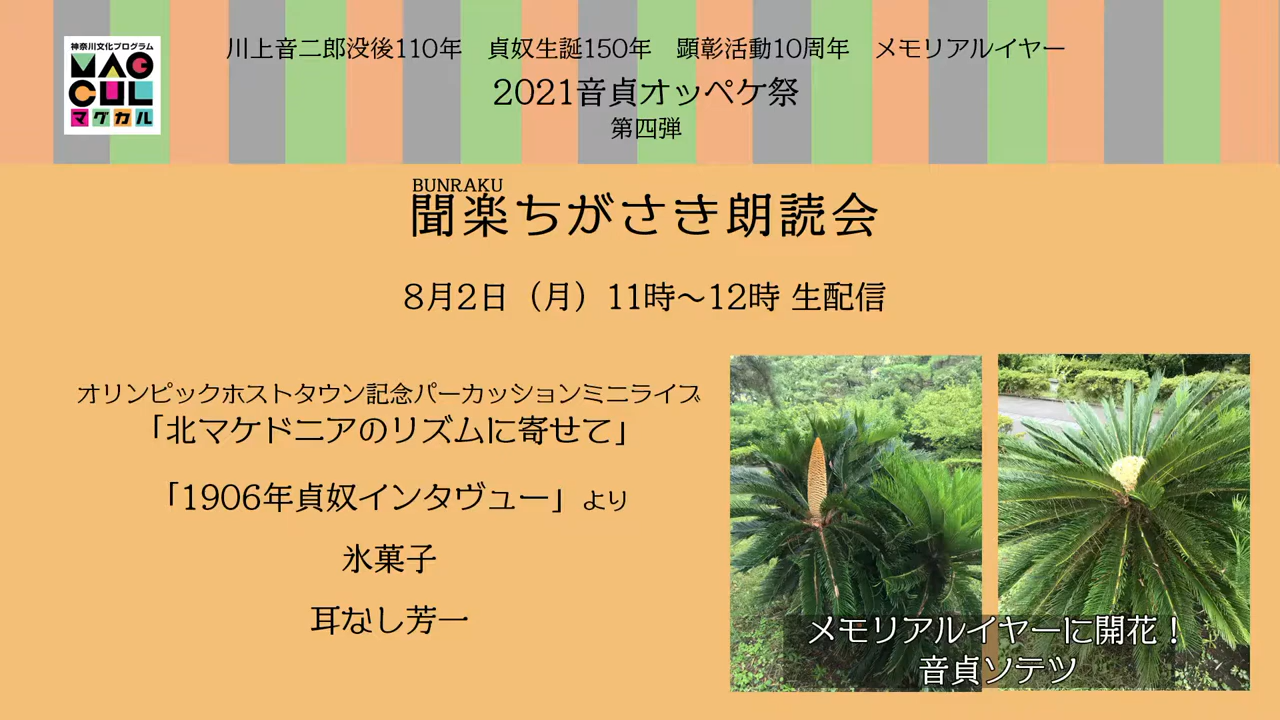 神奈川文化プログラム
MAG
CUL
マグカル
川上音二郎没後110年　貞奴生誕150年　顕彰活動10周年　メモリアルイヤー
2021音貞オッペケ祭
第四弾
BUNRAKU
聞楽ちがさき朗読会
8月2日（月）11時～12時 生配信
オリンピックホストタウン記念パーカッションミニライブ
「北マケドニアのリズムに寄せて」
「1906年貞奴インタヴュー」より
氷菓子
耳なし芳一
メモリアルイヤーに開花！
音貞ソテツ